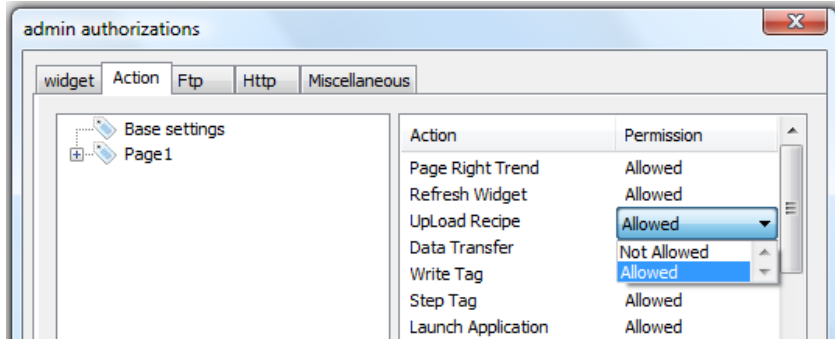 admin authorizations
widget Action Ftp Http Miscellaneous
Base settings
Page1
Action Permission
Page Right Trend Allowed
Refresh Widget Allowed
UpLoad Recipe Allowed
Data Transfer Not Allowed
Write Tag Allowed
Step Tag Allowed
Launch Application Allowed